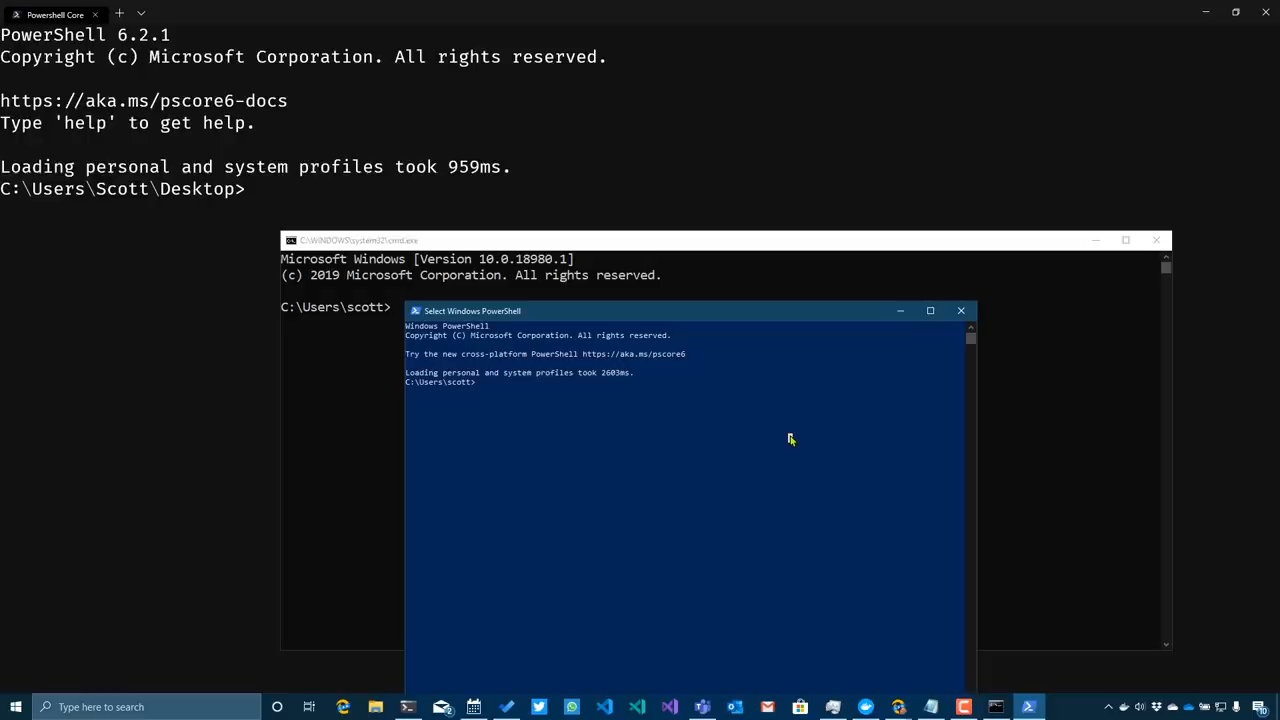 Powershell Core
PowerShell 6.2.1
Copyright (c) Microsoft Corporation. All rights reserved.
https://aka.ms/pscore6-docs
Type 'help' to get help.
Loading personal and system profiles took 959ms.
C:\Users\Scott\Desktop>
C:\WINDOWS\system32\cmd.exe
Microsoft Windows [Version 10.0.18980.1]
(c) 2019 Microsoft Corporation. All rights reserved.
C:\Users\scott>
Select Windows PowerShell
Windows PowerShell
Copyright (C) Microsoft Corporation. All rights reserved.
Try the new cross-platform PowerShell https://aka.ms/pscore6
Loading personal and system profiles took 2603ms.
C:\Users\scott>
Type here to search